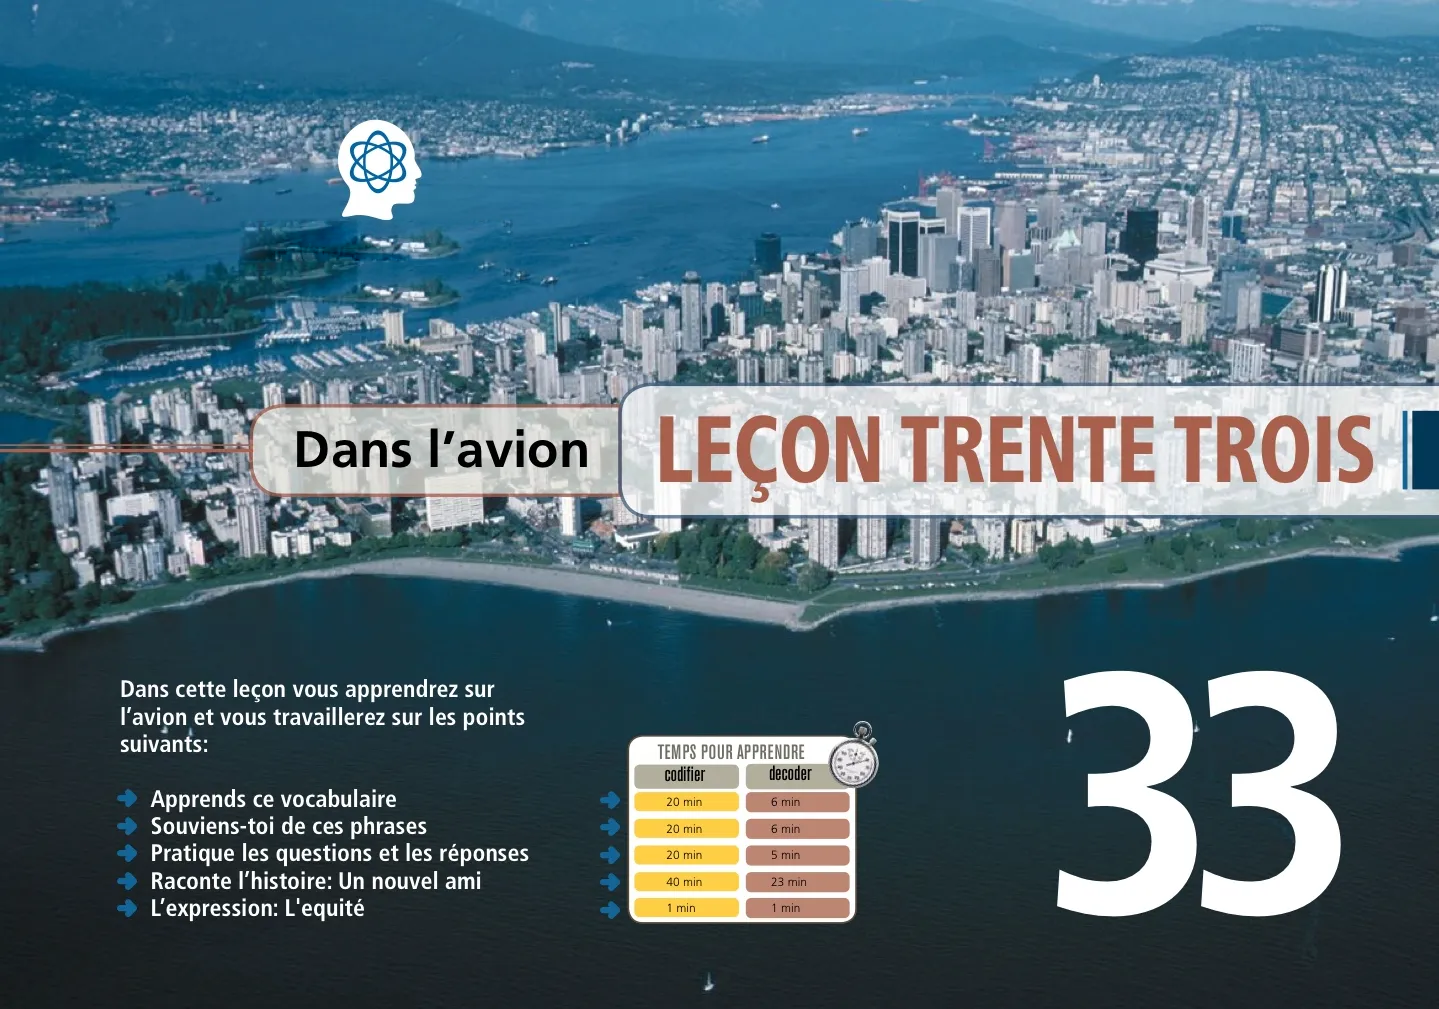 Dans l’avion
LEÇON TRENTE TROIS
Dans cette leçon vous apprendrez sur
l’avion et vous travaillerez sur les points
suivants:
Apprends ce vocabulaire
Souviens-toi de ces phrases
Pratique les questions et les réponses
Raconte l’histoire: Un nouvel ami
L’expression: L'equité
TEMPS POUR APPRENDRE
codifier decoder
20 min 6 min
20 min 6 min
20 min 5 min
40 min 23 min
1 min 1 min
33